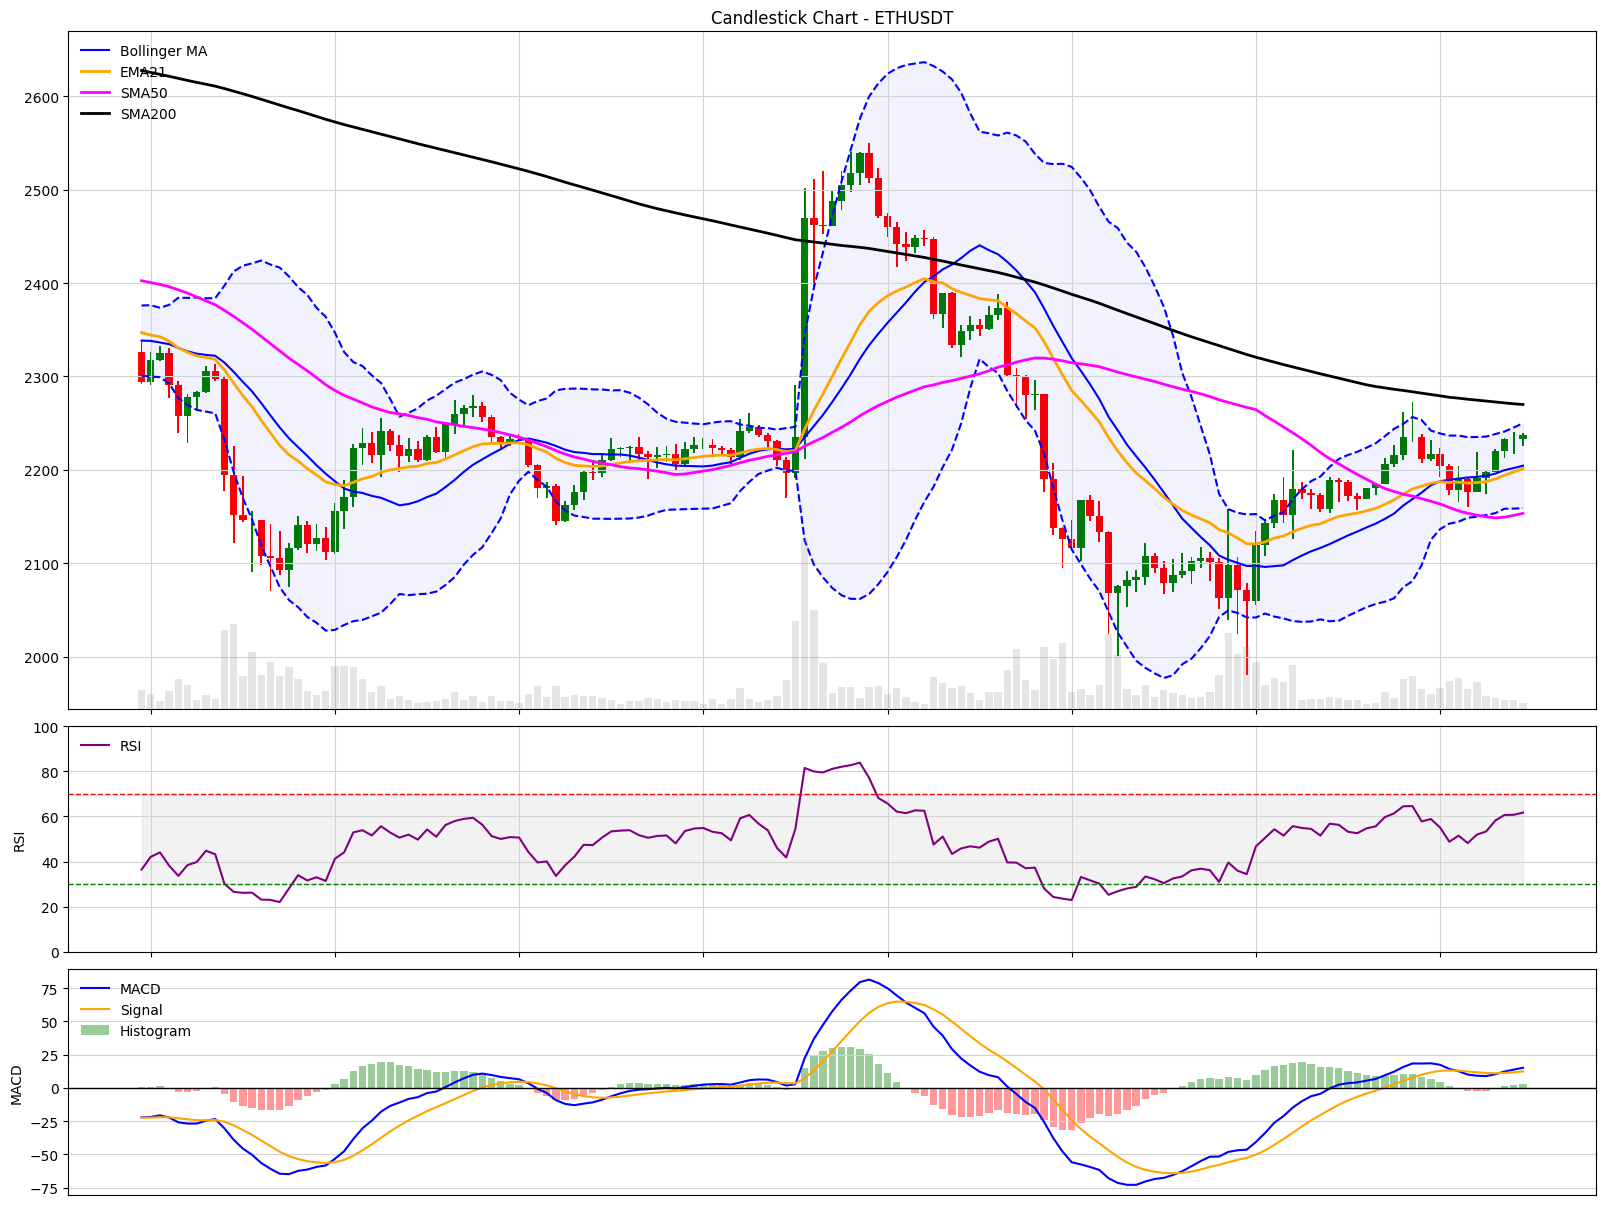 Candlestick Chart - ETHUSDT
Bollinger MA
EMA21
SMA50
SMA200
2600
2500
2400
2300
2200
2100
2000
RSI
100
80
60
40
20
0
RSI
MACD
Signal
Histogram
75
50
25
0
−25
−50
−75
MACD